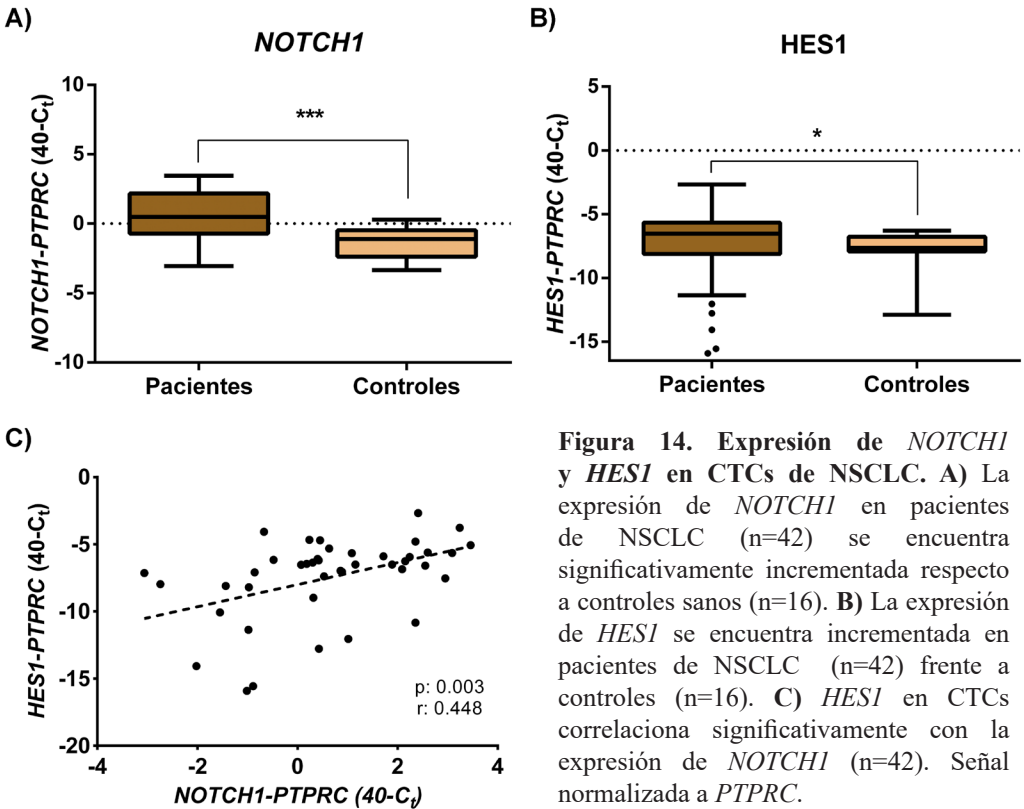 A)
NOTCH1
NOTCH1-PTPRC (40-Ct)
10
5
0
-5
-10
***
Pacientes
Controles
B)
HES1
HES1-PTPRC (40-Ct)
5
0
-5
-10
-15
*
Pacientes
Controles
C)
HES1-PTPRC (40-Ct)
0
-5
-10
-15
-20
p: 0.003
r: 0.448
-4
-2
0
2
4
NOTCH1-PTPRC (40-Ct)
Figura 14. Expresión de NOTCH1
y HES1 en CTCs de NSCLC. A) La
expresión de NOTCH1 en pacientes
de NSCLC (n=42) se encuentra
significativamente incrementada respecto
a controles sanos (n=16). B) La expresión
de HES1 se encuentra incrementada en
pacientes de NSCLC (n=42) frente a
controles (n=16). C) HES1 en CTCs
correlaciona significativamente con la
expresión de NOTCH1 (n=42). Señal
normalizada a PTPRC.